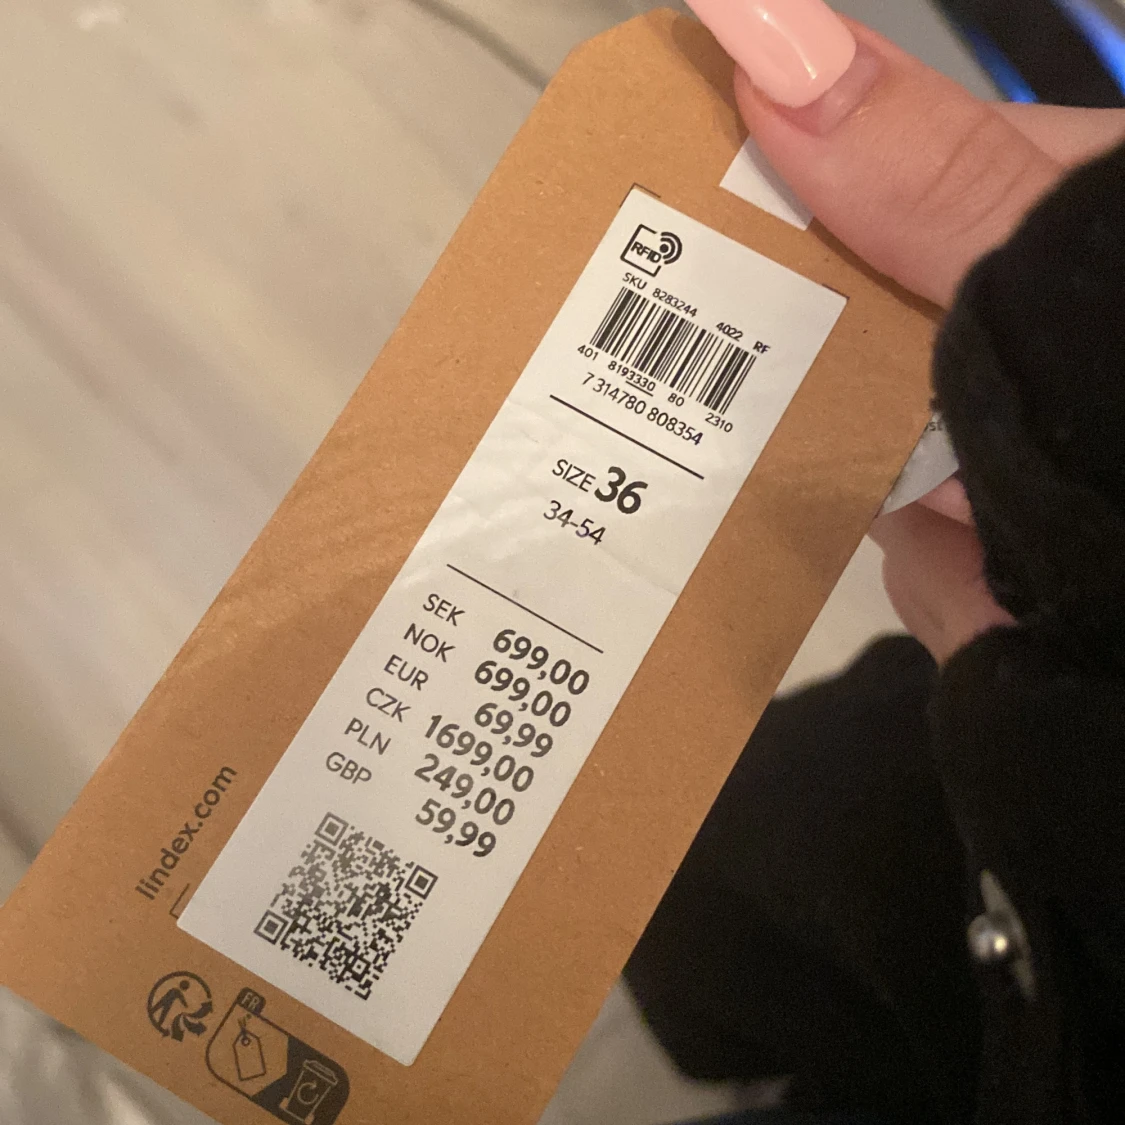 RFID
SKU 8283244 4022 RF
401 8193330 80 2310
7 314780 808354
SIZE 36
34-54
SEK 699,00
NOK 699,00
EUR 69,99
CZK 1699,00
PLN 249,00
GBP 59,99
lindex.com
FR